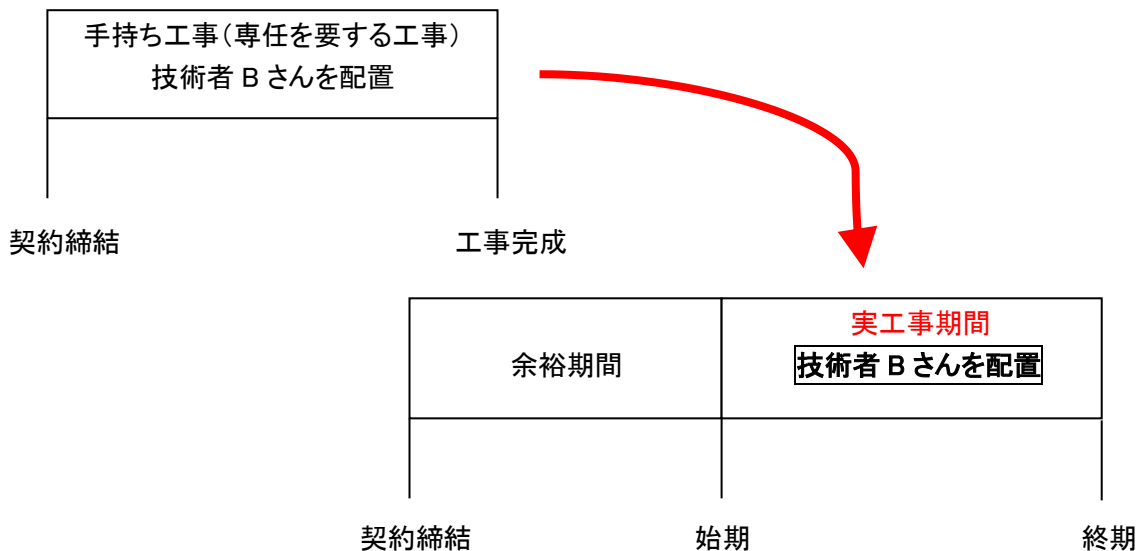 手持ち工事(専任を要する工事)
技術者 B さんを配置
契約締結
工事完成
実工事期間
余裕期間
技術者 B さんを配置
契約締結
始期
終期